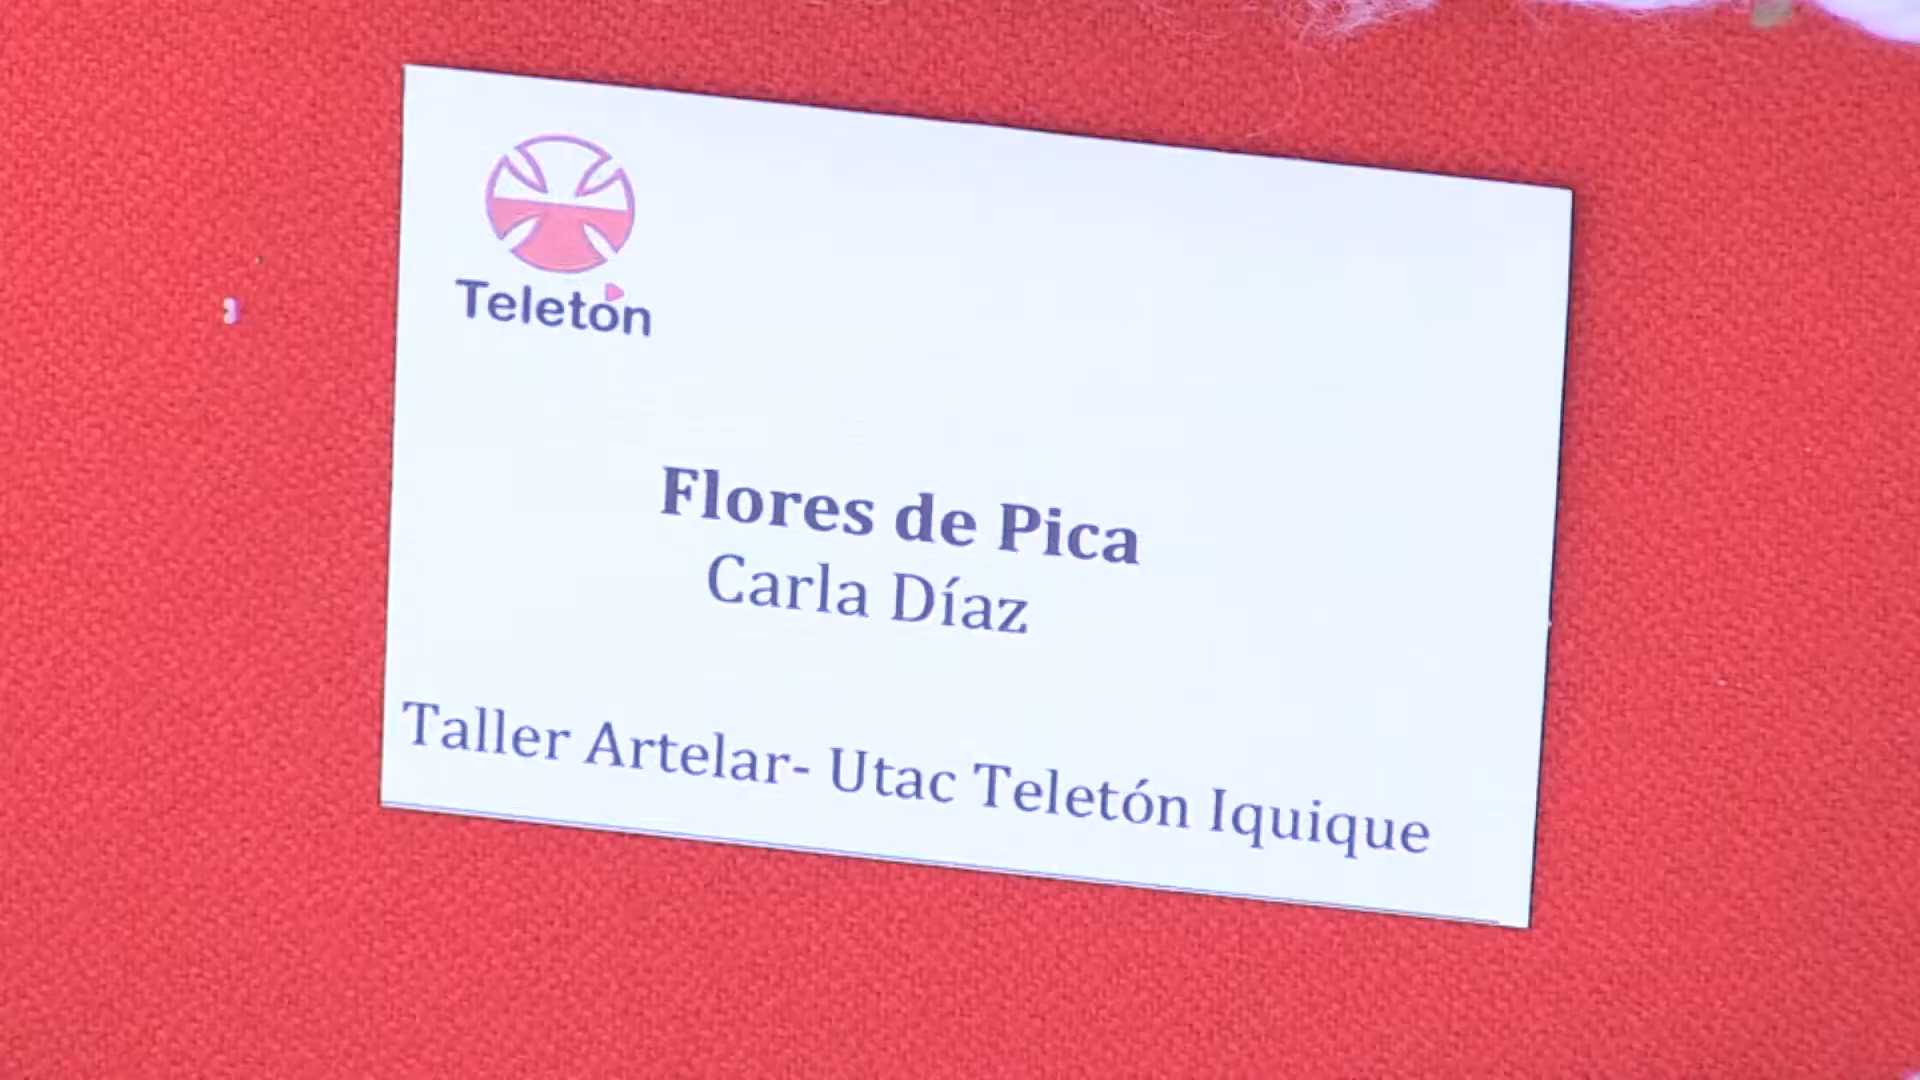 Teletón
Flores de Pica
Carla Díaz
Taller Artelar- Utac Teletón Iquique